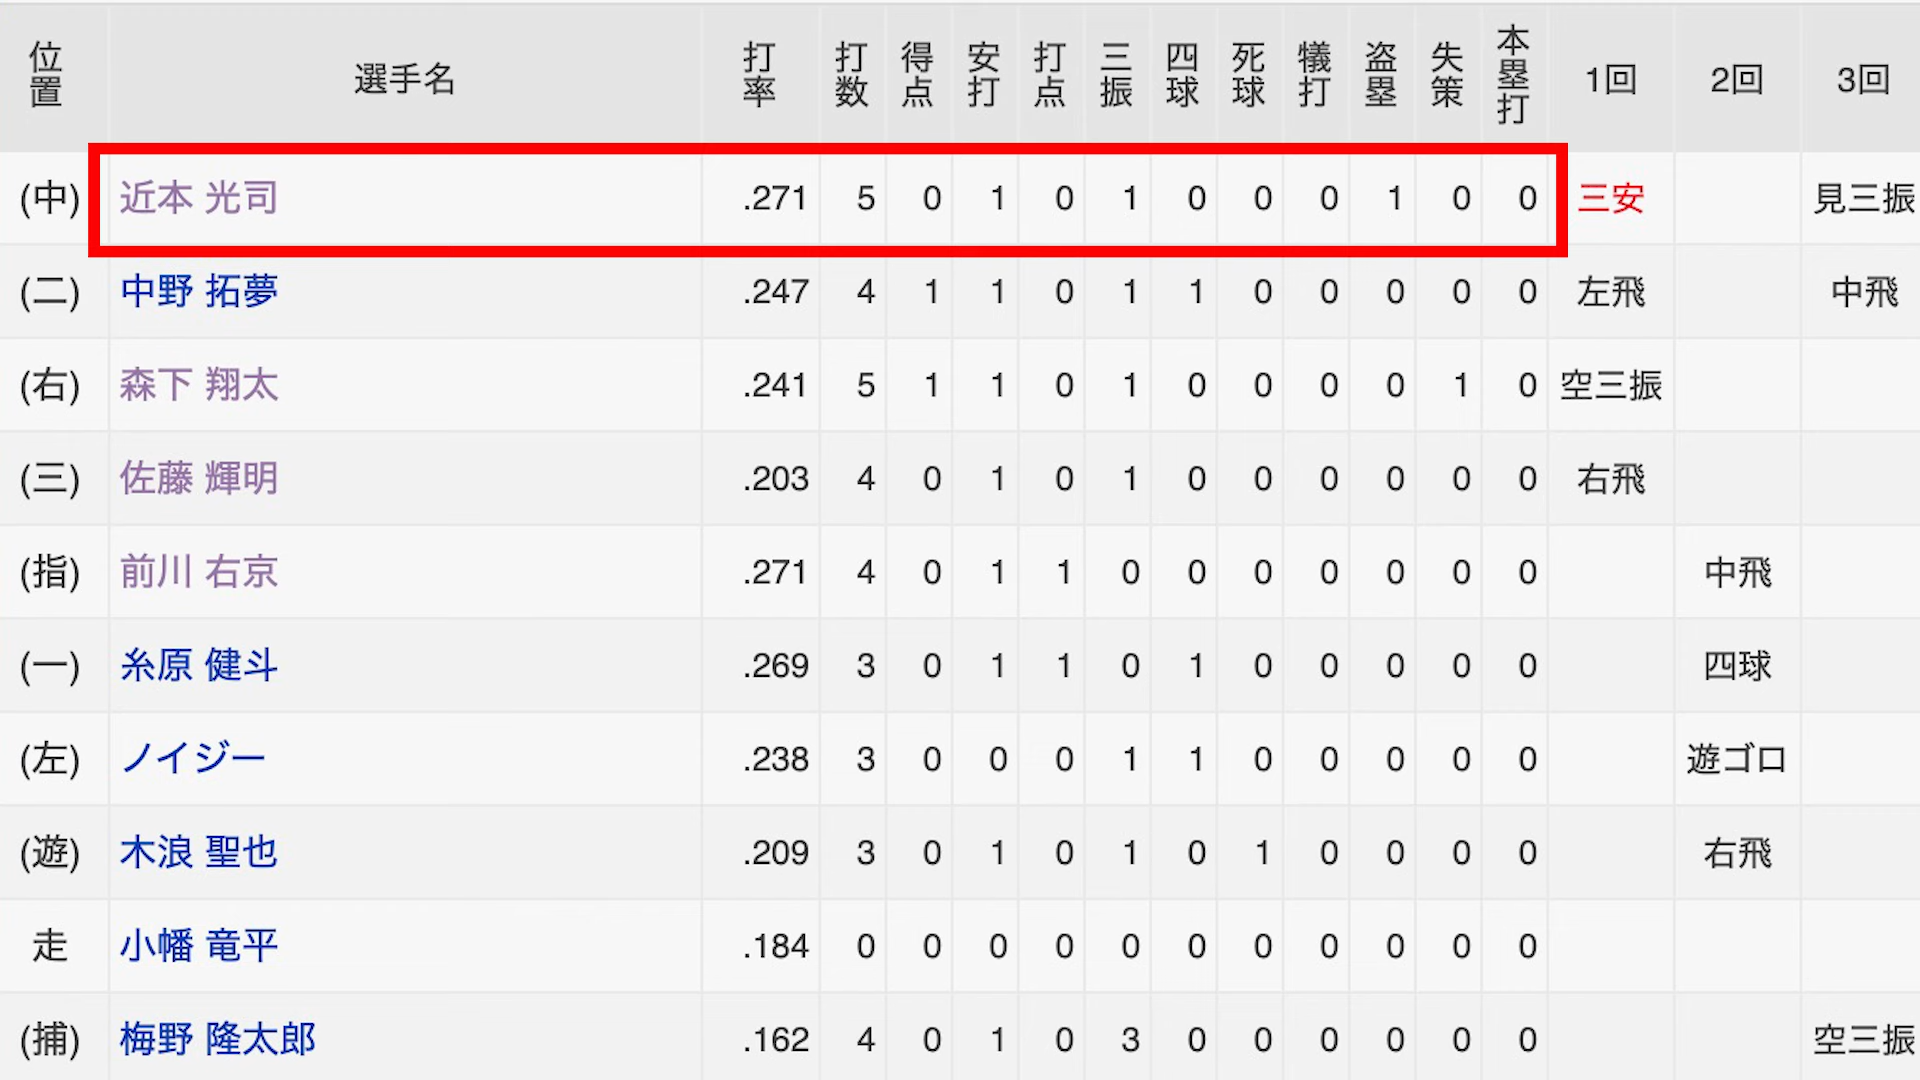 位置 選手名 打率 打数 得点 安打 打点 三振 四球 死球 犠打 盗塁 失策 本塁打 1回 2回 3回
(中) 近本 光司 .271 5 0 1 0 1 0 0 0 1 0 0 三安 見三振
(二) 中野 拓夢 .247 4 1 1 0 1 1 0 0 0 0 0 左飛 中飛
(右) 森下 翔太 .241 5 1 1 0 1 0 0 0 0 1 0 空三振
(三) 佐藤 輝明 .203 4 0 1 0 1 0 0 0 0 0 0 右飛
(指) 前川 右京 .271 4 0 1 1 0 0 0 0 0 0 0 中飛
(一) 糸原 健斗 .269 3 0 1 1 0 1 0 0 0 0 0 四球
(左) ノイジー .238 3 0 0 0 1 1 0 0 0 0 0 遊ゴロ
(遊) 木浪 聖也 .209 3 0 1 0 1 0 1 0 0 0 0 右飛
走 小幡 竜平 .184 0 0 0 0 0 0 0 0 0 0 0
(捕) 梅野 隆太郎 .162 4 0 1 0 3 0 0 0 0 0 0 空三振